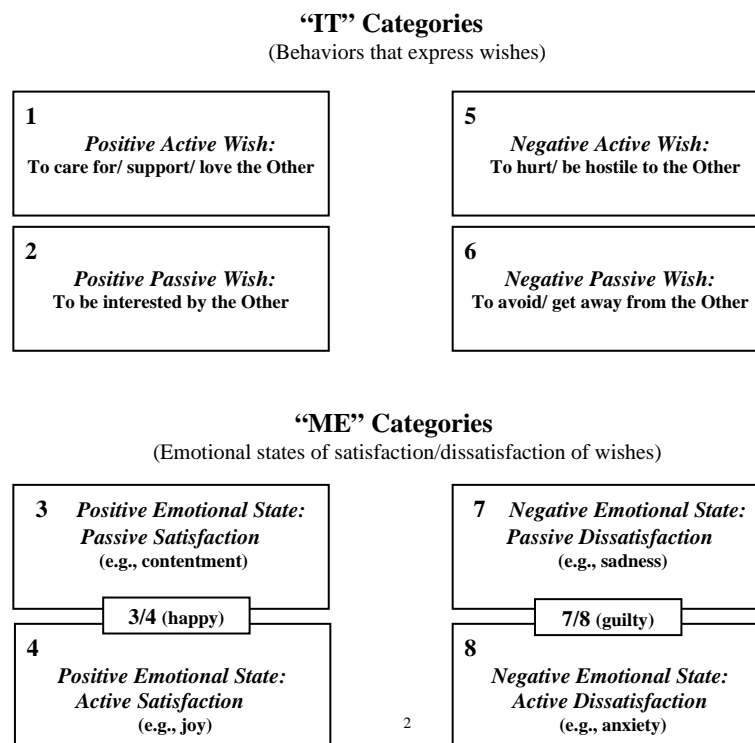 “IT” Categories
(Behaviors that express wishes)
1
Positive Active Wish:
To care for/ support/ love the Other
5
Negative Active Wish:
To hurt/ be hostile to the Other
2
Positive Passive Wish:
To be interested by the Other
6
Negative Passive Wish:
To avoid/ get away from the Other
“ME” Categories
(Emotional states of satisfaction/dissatisfaction of wishes)
3 Positive Emotional State:
Passive Satisfaction
(e.g., contentment)
7 Negative Emotional State:
Passive Dissatisfaction
(e.g., sadness)
3/4 (happy)
7/8 (guilty)
4
Positive Emotional State:
Active Satisfaction
(e.g., joy)
8
Negative Emotional State:
Active Dissatisfaction
(e.g., anxiety)
2